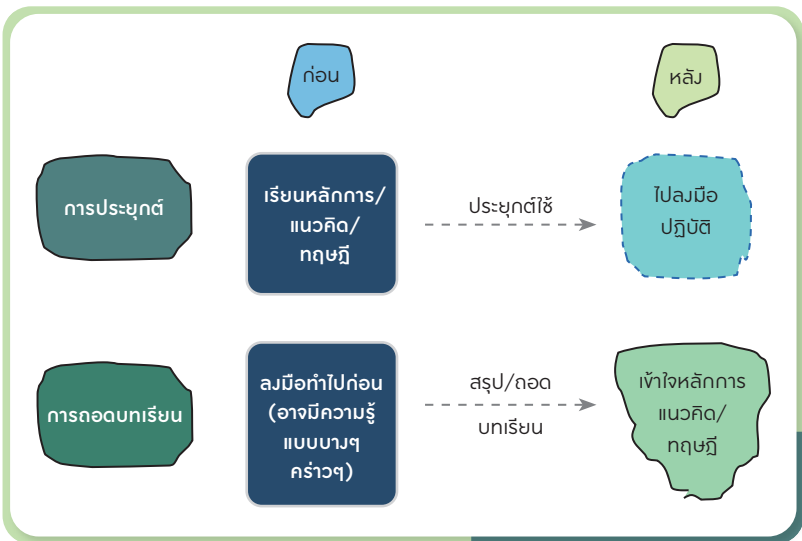 ก่อน
หลัง
การประยุกต์
เรียนหลักการ/
แนวคิด/
ทฤษฎี
ประยุกต์ใช้
ไปลงมือ
ปฏิบัติ
การถอดบทเรียน
ลงมือทำไปก่อน
(อาจมีความรู้
แบบบางๆ
คร่าวๆ)
สรุป/ถอด
บทเรียน
เข้าใจหลักการ
แนวคิด/
ทฤษฎี